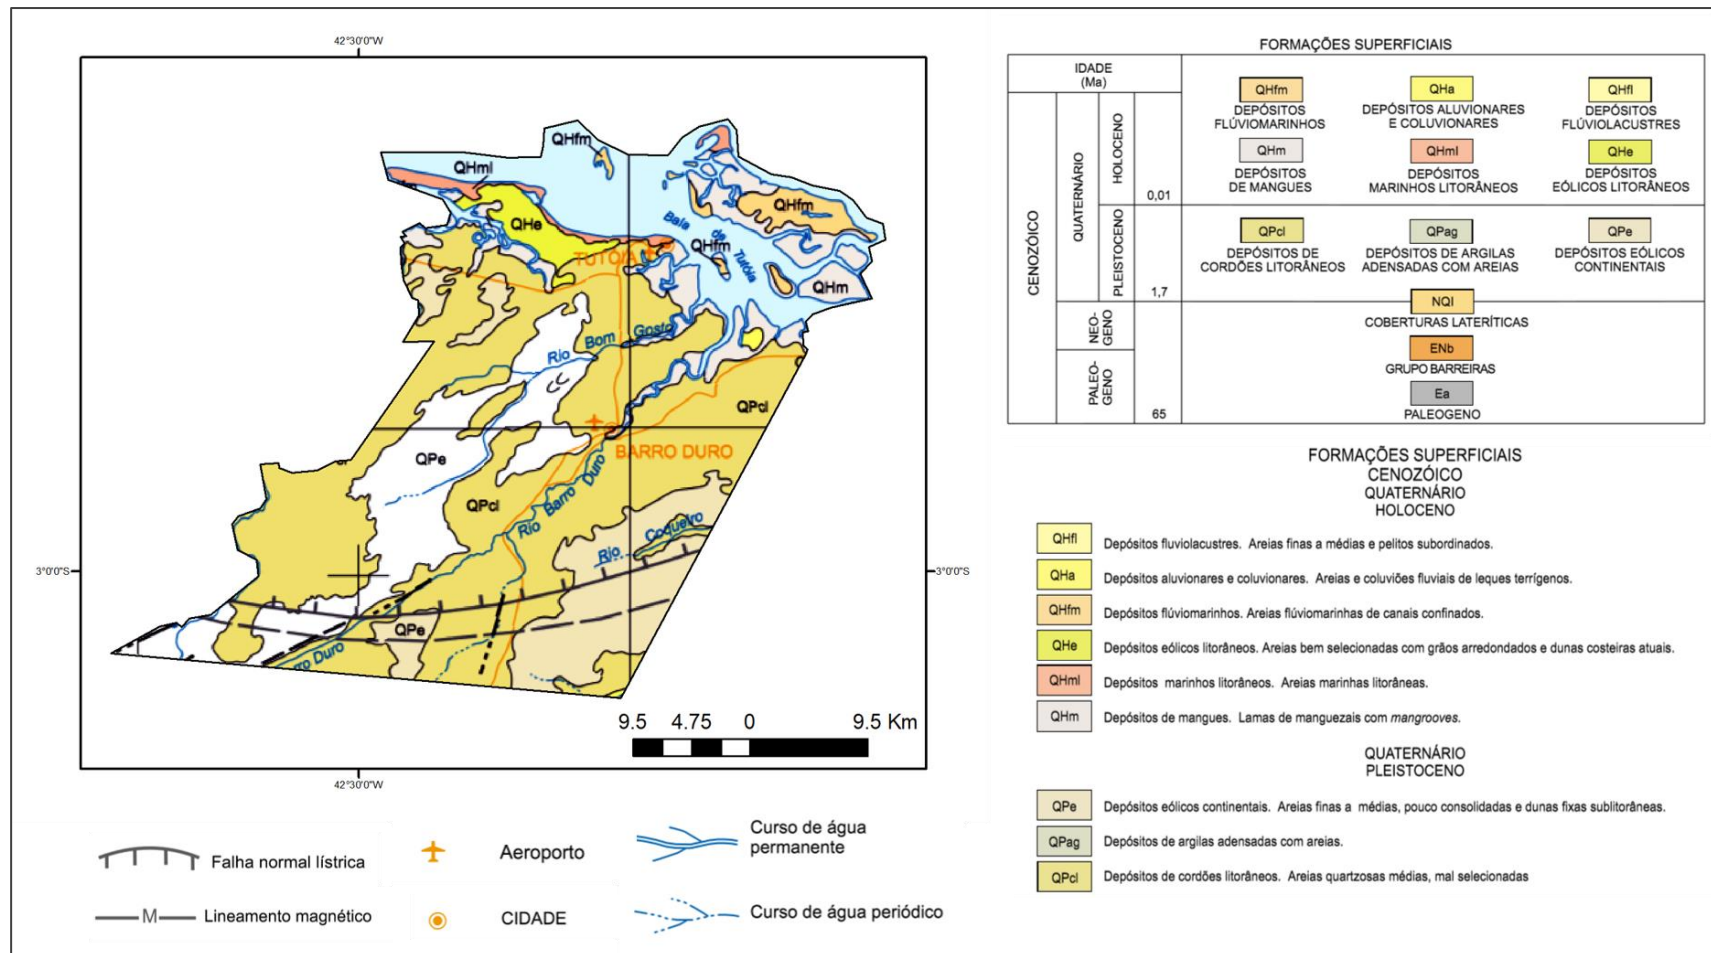 42°30'0"W
QHfm
QHml
QHfm
QHe
Baía de Tutóia
QHfm
TUTÓIA
QHm
Rio Bom Gosto
QPcl
BARRO DURO
QPe
QPcl
Rio Barro Duro
Rio Coqueiro
3°0'0"S
3°0'0"S
QPe
rro Duro
9.5 4.75 0 9.5 Km
42°30'0"W
Falha normal lístrica
Lineamento magnético
M
Aeroporto
CIDADE
Curso de água
permanente
Curso de água periódico
FORMAÇÕES SUPERFICIAIS
IDADE
(Ma)
CENOZÓICO
QUATERNÁRIO
HOLOCENO
0,01
PLEISTOCENO
1,7
NEO-
GENO
PALEO-
GENO
65
QHfm
DEPÓSITOS
FLÚVIOMARINHOS
QHa
DEPÓSITOS ALUVIONARES
E COLUVIONARES
QHfl
DEPÓSITOS
FLÚVIOLACUSTRES
QHm
DEPÓSITOS
DE MANGUES
QHml
DEPÓSITOS
MARINHOS LITORÂNEOS
QHe
DEPÓSITOS
EÓLICOS LITORÂNEOS
QPcl
DEPÓSITOS DE
CORDÕES LITORÂNEOS
QPag
DEPÓSITOS DE ARGILAS
ADENSADAS COM AREIAS
QPe
DEPÓSITOS EÓLICOS
CONTINENTAIS
NQl
COBERTURAS LATERÍTICAS
ENb
GRUPO BARREIRAS
Ea
PALEOGENO
FORMAÇÕES SUPERFICIAIS
CENOZÓICO
QUATERNÁRIO
HOLOCENO
QHfl Depósitos fluviolacustres. Areias finas a médias e pelitos subordinados.
QHa Depósitos aluvionares e coluvionares. Areias e coluviões fluviais de leques terrígenos.
QHfm Depósitos flúviomarinhos. Areias flúviomarinhas de canais confinados.
QHe Depósitos eólicos litorâneos. Areias bem selecionadas com grãos arredondados e dunas costeiras atuais.
QHml Depósitos marinhos litorâneos. Areias marinhas litorâneas.
QHm Depósitos de mangues. Lamas de manguezais com mangrooves.
QUATERNÁRIO
PLEISTOCENO
QPe Depósitos eólicos continentais. Areias finas a médias, pouco consolidadas e dunas fixas sublitorâneas.
QPag Depósitos de argilas adensadas com areias.
QPcl Depósitos de cordões litorâneos. Areias quartzosas médias, mal selecionadas